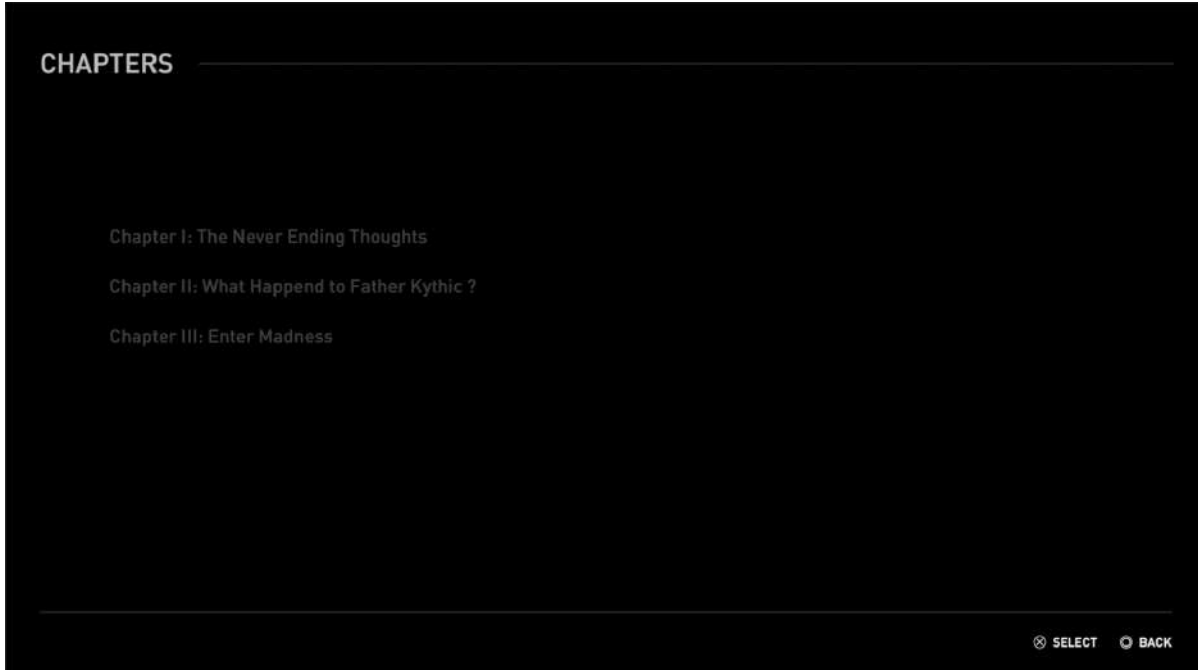 CHAPTERS
Chapter I: The Never Ending Thoughts
Chapter II: What Happend to Father Kythic ?
Chapter III: Enter Madness
SELECT BACK